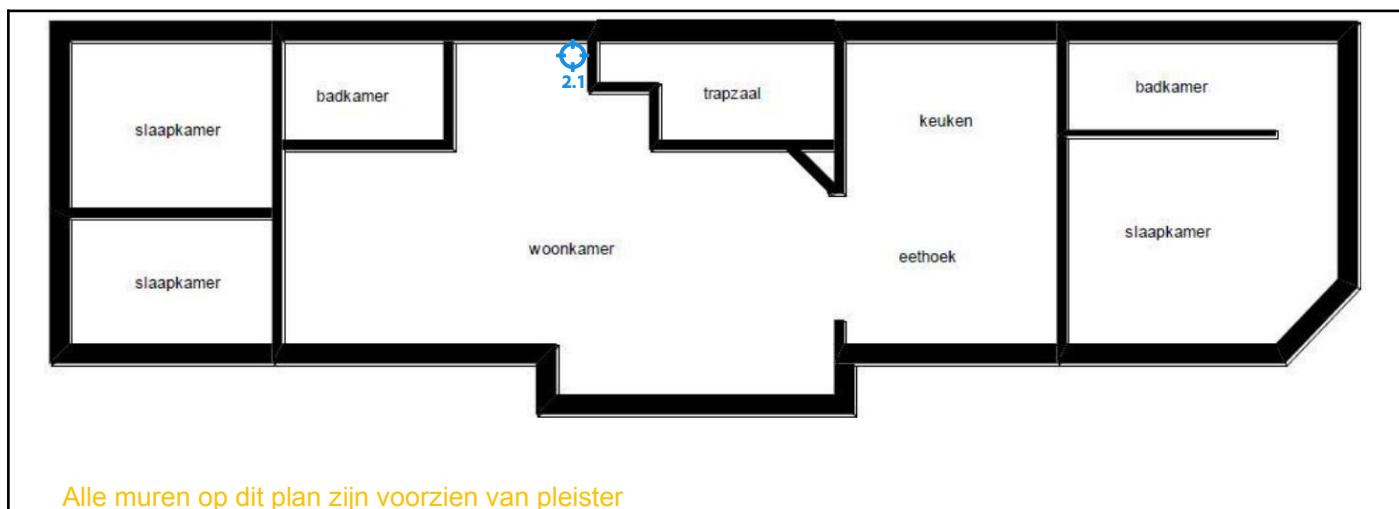 badkamer
trapzaal
badkamer
slaapkamer
keuken
2.1
woonkamer
eethoek
slaapkamer
slaapkamer
Alle muren op dit plan zijn voorzien van pleister